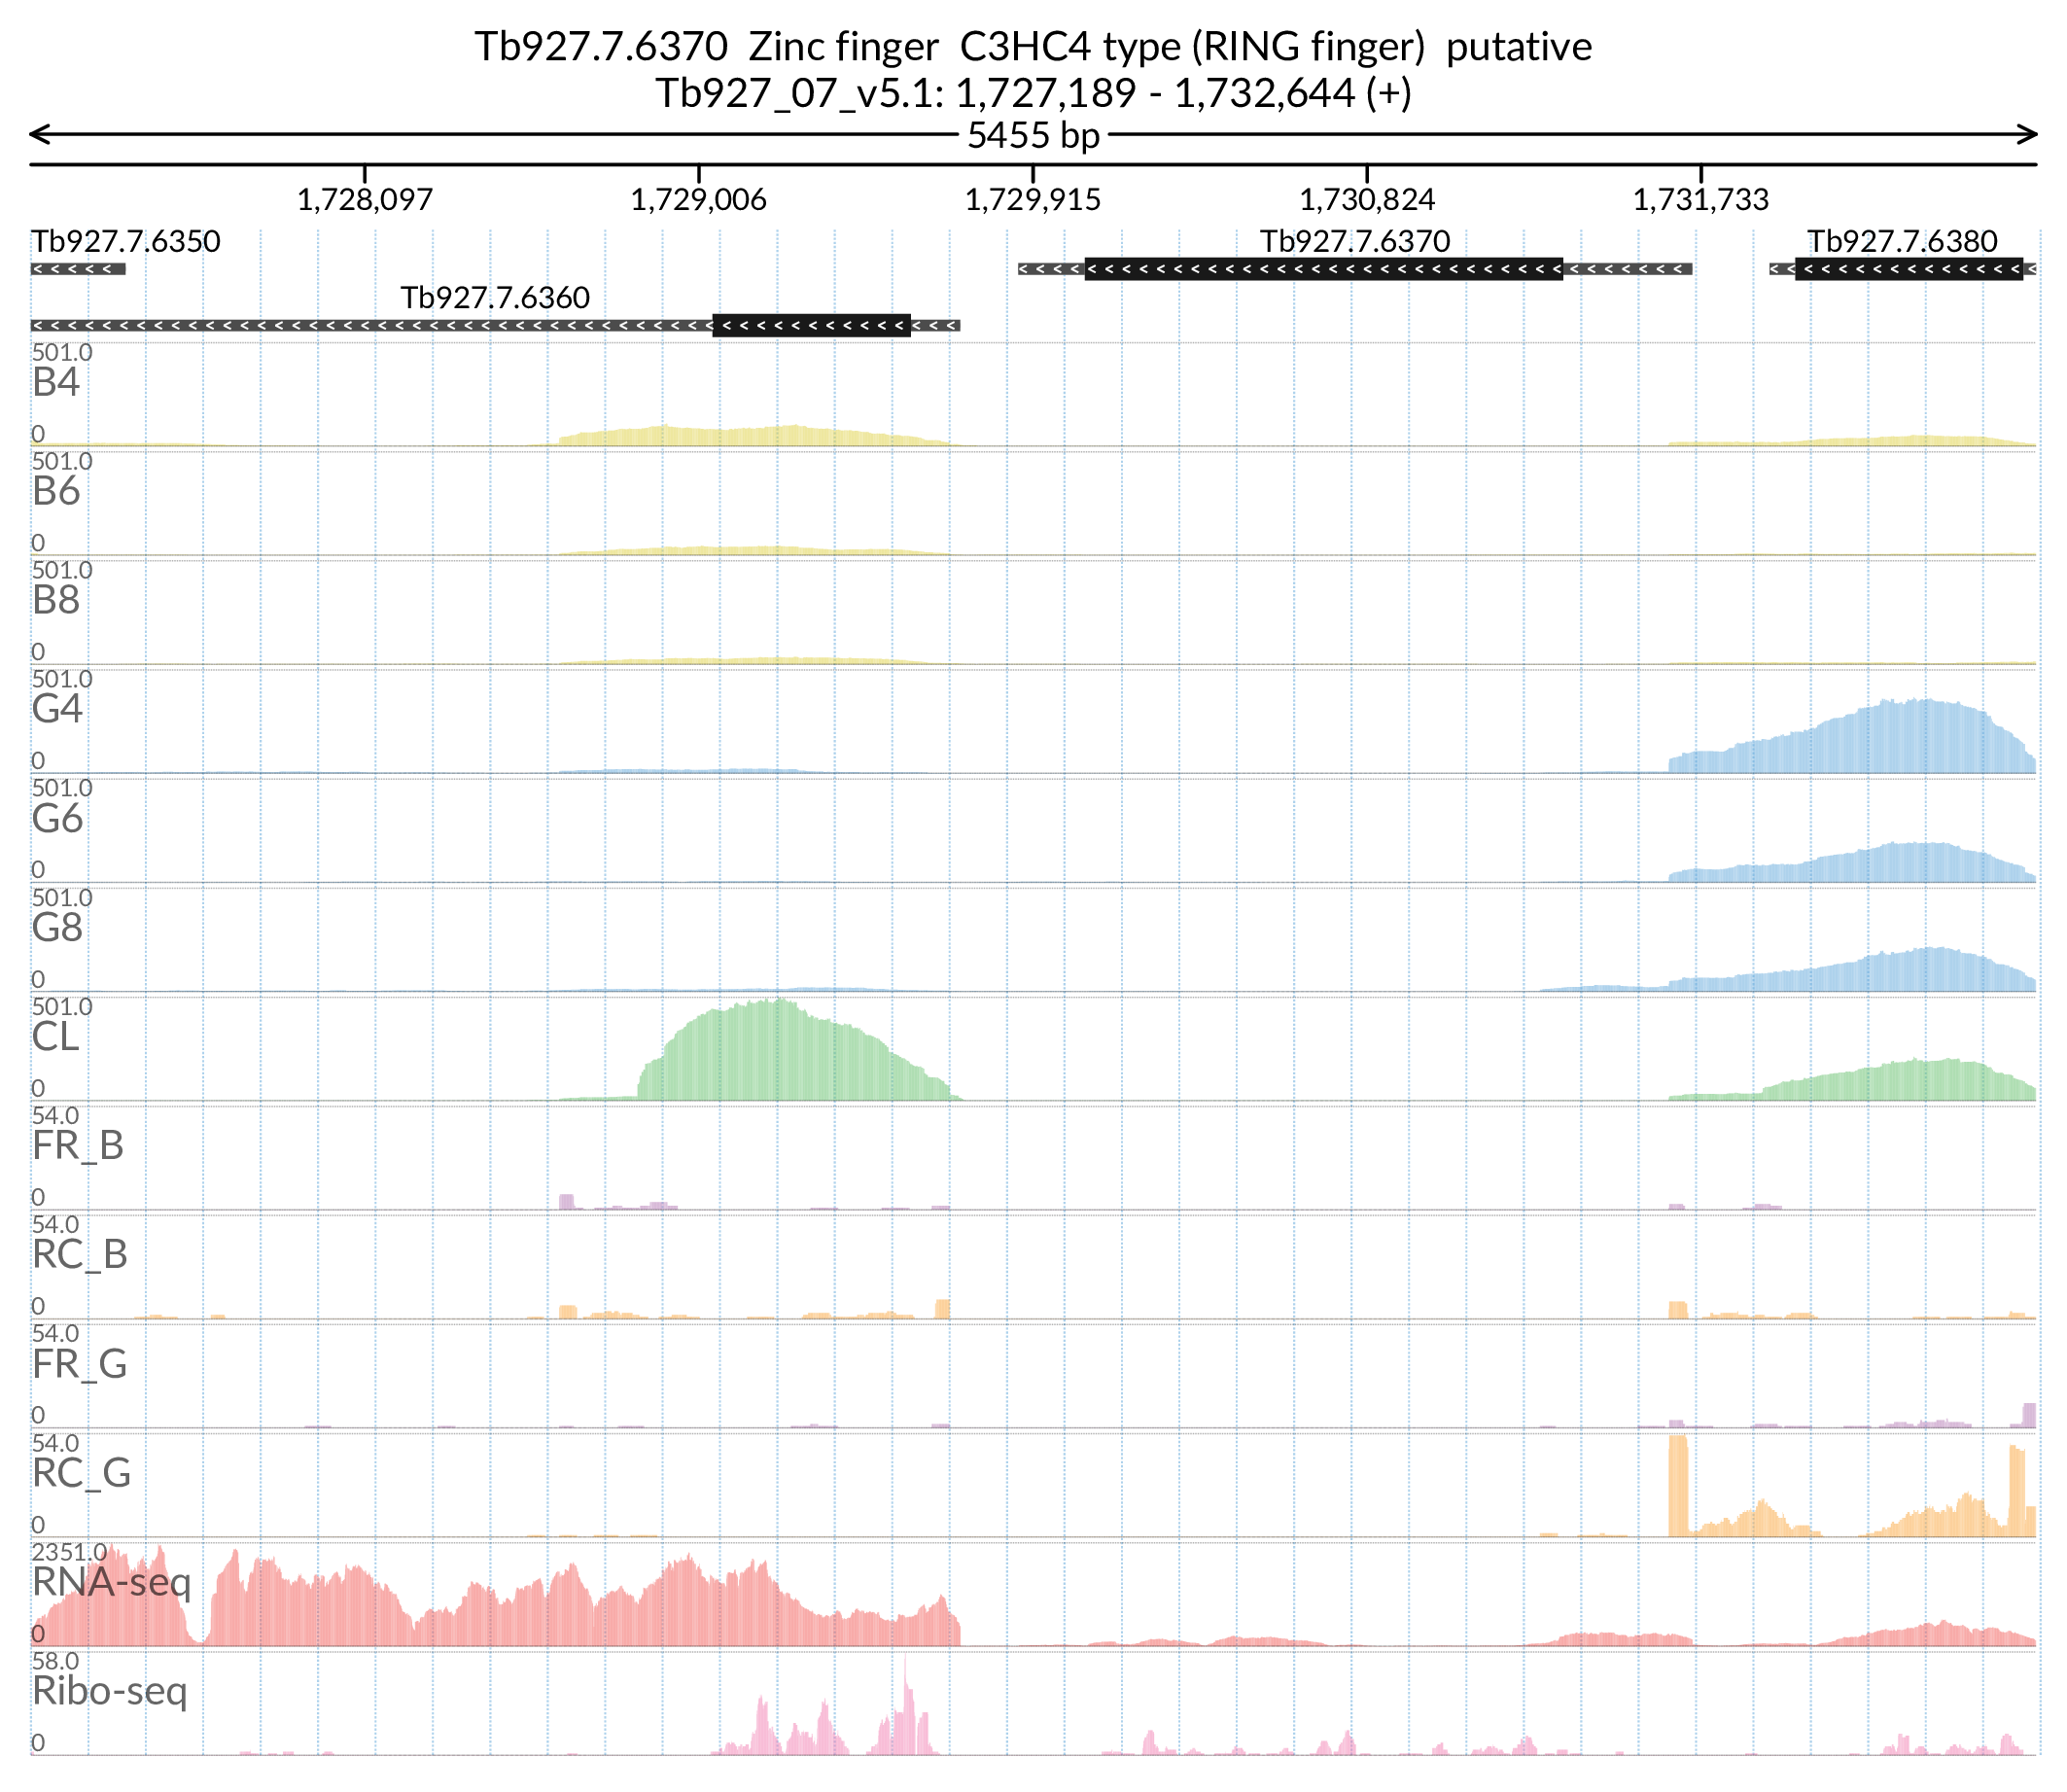 Tb927.7.6370  Zinc finger  C3HC4 type (RING finger)  putative
Tb927_07_v5.1: 1,727,189 - 1,732,644 (+)
5455 bp
1,728,097 1,729,006 1,729,915 1,730,824 1,731,733
Tb927.7.6350 Tb927.7.6370 Tb927.7.6380
Tb927.7.6360
501.0
B4
0
501.0
B6
0
501.0
B8
0
501.0
G4
0
501.0
G6
0
501.0
G8
0
501.0
CL
0
54.0
FR_B
0
54.0
RC_B
0
54.0
FR_G
0
54.0
RC_G
0
2351.0
RNA-seq
0
58.0
Ribo-seq
0